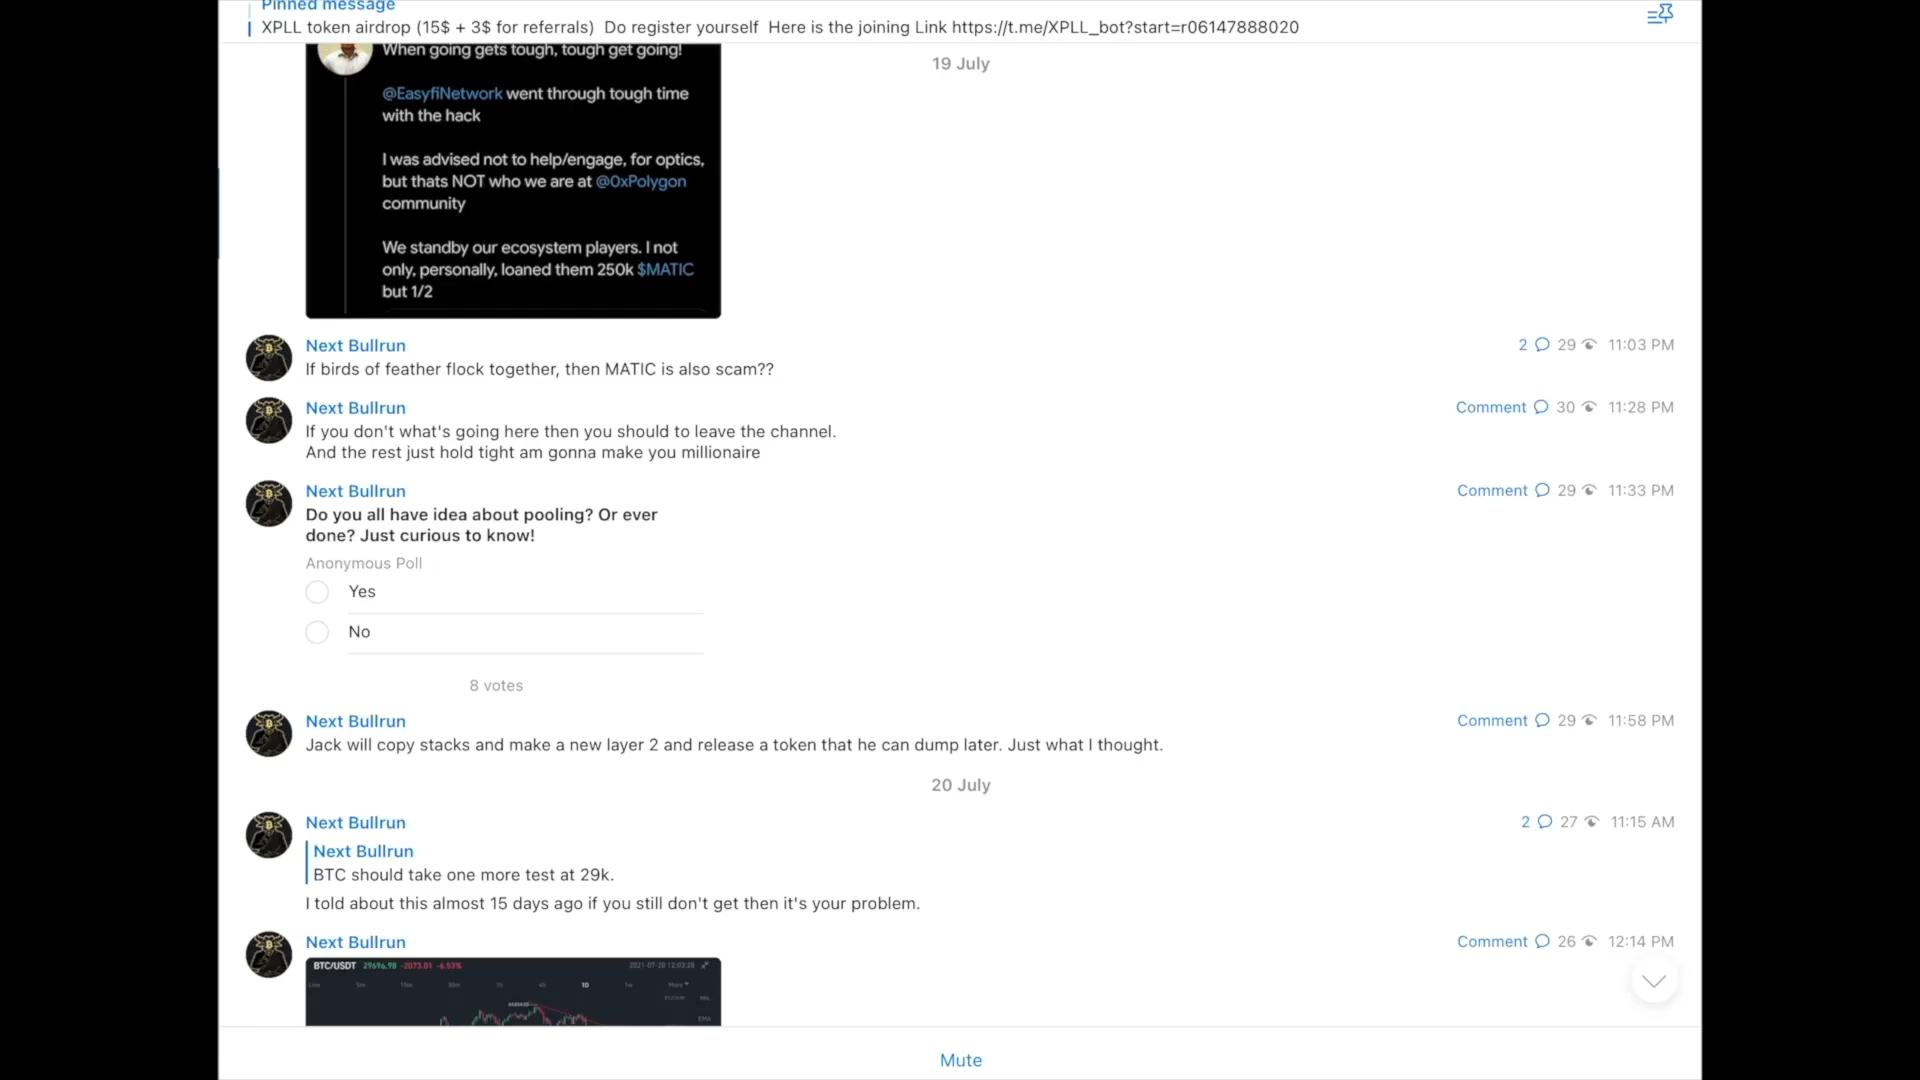 Pinned message
XPLL token airdrop (15$ + 3$ for referrals)  Do register yourself  Here is the joining Link https://t.me/XPLL_bot?start=r06147888020
When going gets tough, tough get going!
19 July
@EasyfiNetwork went through tough time
with the hack
I was advised not to help/engage, for optics,
but thats NOT who we are at @0xPolygon
community
We standby our ecosystem players. I not
only, personally, loaned them 250k $MATIC
but 1/2
Next Bullrun
2 29 11:03 PM
If birds of feather flock together, then MATIC is also scam??
Next Bullrun
Comment 30 11:28 PM
If you don't what's going here then you should to leave the channel.
And the rest just hold tight am gonna make you millionaire
Next Bullrun
Comment 29 11:33 PM
Do you all have idea about pooling? Or ever
done? Just curious to know!
Anonymous Poll
Yes
No
8 votes
Next Bullrun
Comment 29 11:58 PM
Jack will copy stacks and make a new layer 2 and release a token that he can dump later. Just what I thought.
20 July
Next Bullrun
2 27 11:15 AM
Next Bullrun
BTC should take one more test at 29k.
I told about this almost 15 days ago if you still don't get then it's your problem.
Next Bullrun
Comment 26 12:14 PM
BTC/USDT 29696.98 -2073.01 -6.53% 2021-07-20 12:03:28
Line 5m 15m 30m 1h 4h 1D 1w More
EMA
Mute